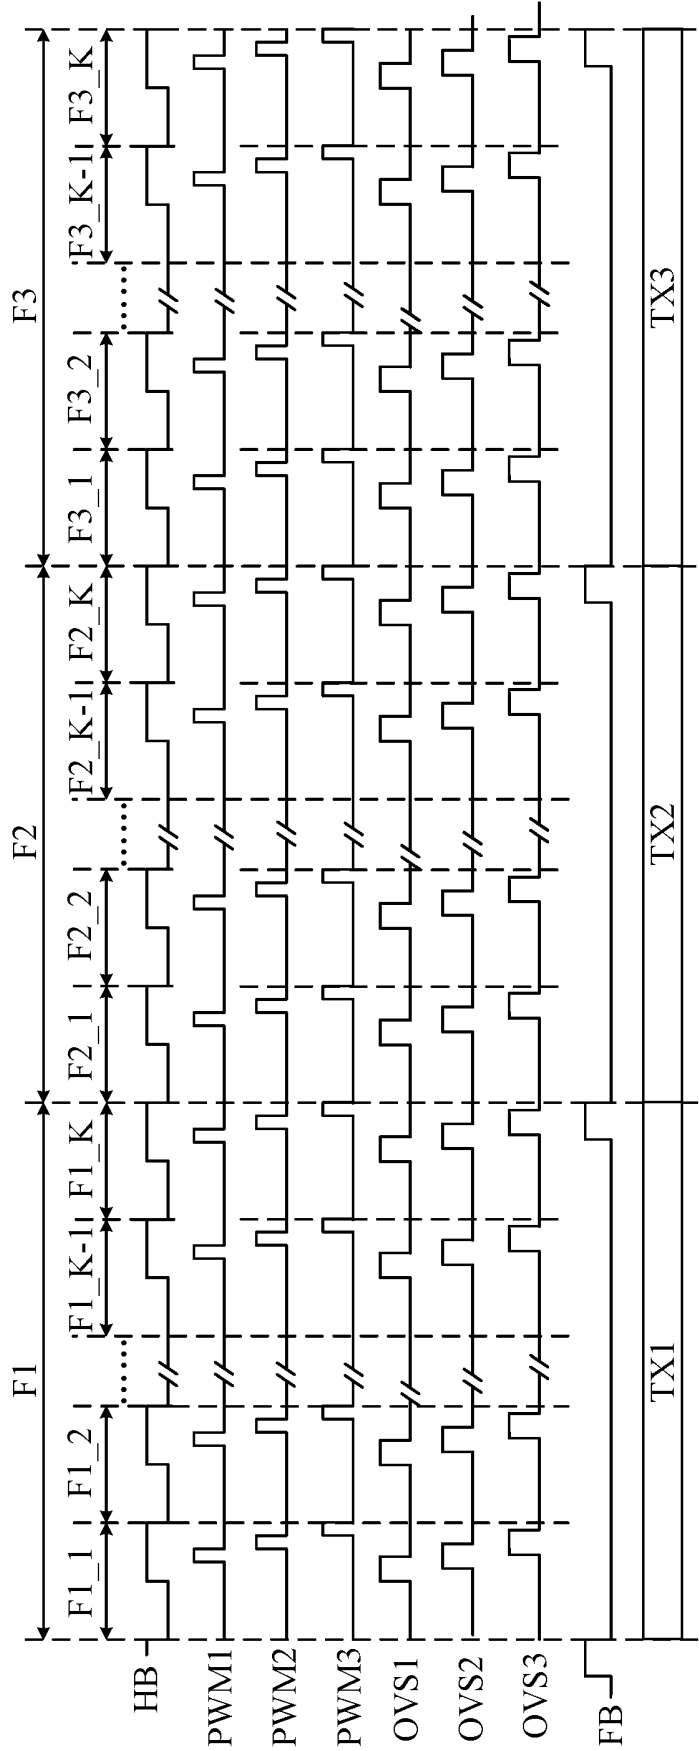 F1 F2 F3
F1_1 F1_2 ...... F1_K-1 F1_K F2_1 F2_2 ...... F2_K-1 F2_K F3_1 F3_2 ...... F3_K-1 F3_K
HB
PWM1
PWM2
PWM3
OVS1
OVS2
OVS3
FB
TX1 TX2 TX3